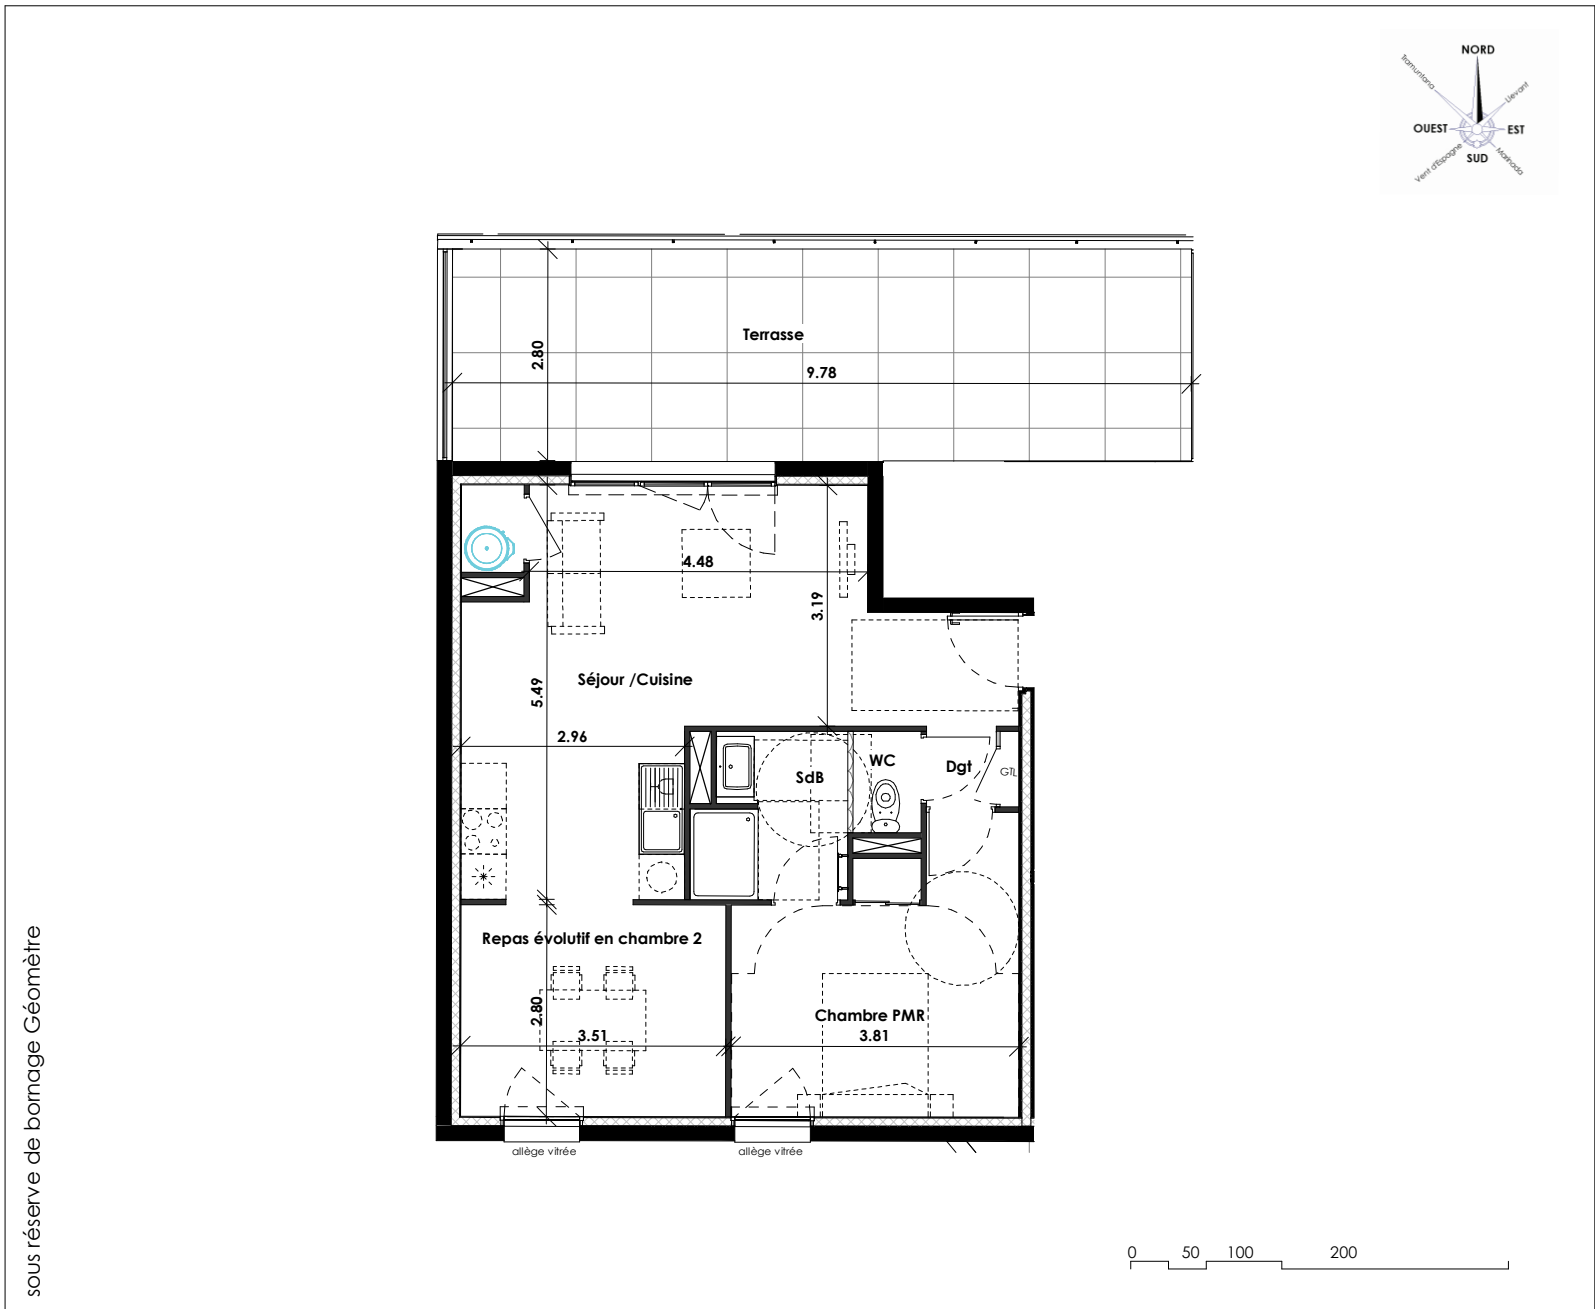 NORD
Tramuntana
Llevant
OUEST
EST
SUD
Vent d'Espagne
Marinada
Terrasse
2.80
9.78
4.48
3.19
Séjour /Cuisine
5.49
2.96
SdB
WC
Dgt
GTL
Repas évolutif en chambre 2
2.80
3.51
Chambre PMR
3.81
allège vitrée
allège vitrée
sous réserve de bornage Géomètre
0 50 100 200